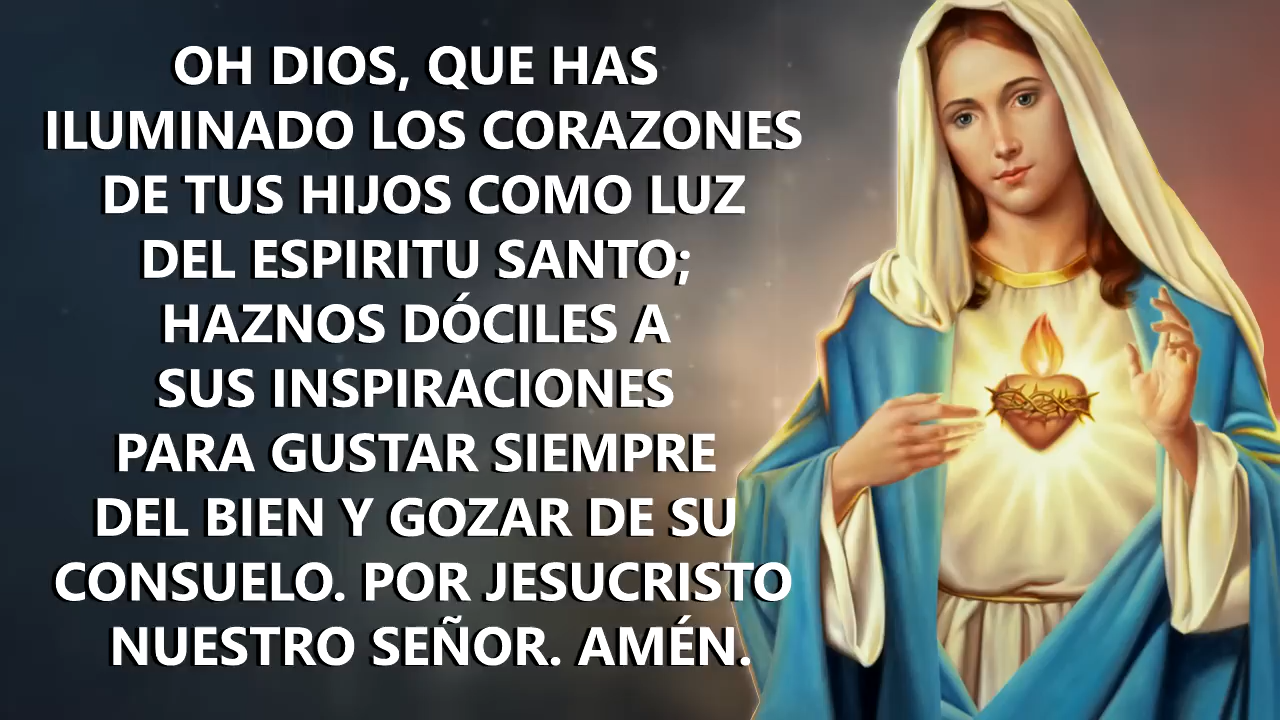 OH DIOS, QUE HAS
ILUMINADO LOS CORAZONES
DE TUS HIJOS COMO LUZ
DEL ESPIRITU SANTO;
HAZNOS DÓCILES A
SUS INSPIRACIONES
PARA GUSTAR SIEMPRE
DEL BIEN Y GOZAR DE SU
CONSUELO. POR JESUCRISTO
NUESTRO SEÑOR. AMÉN.